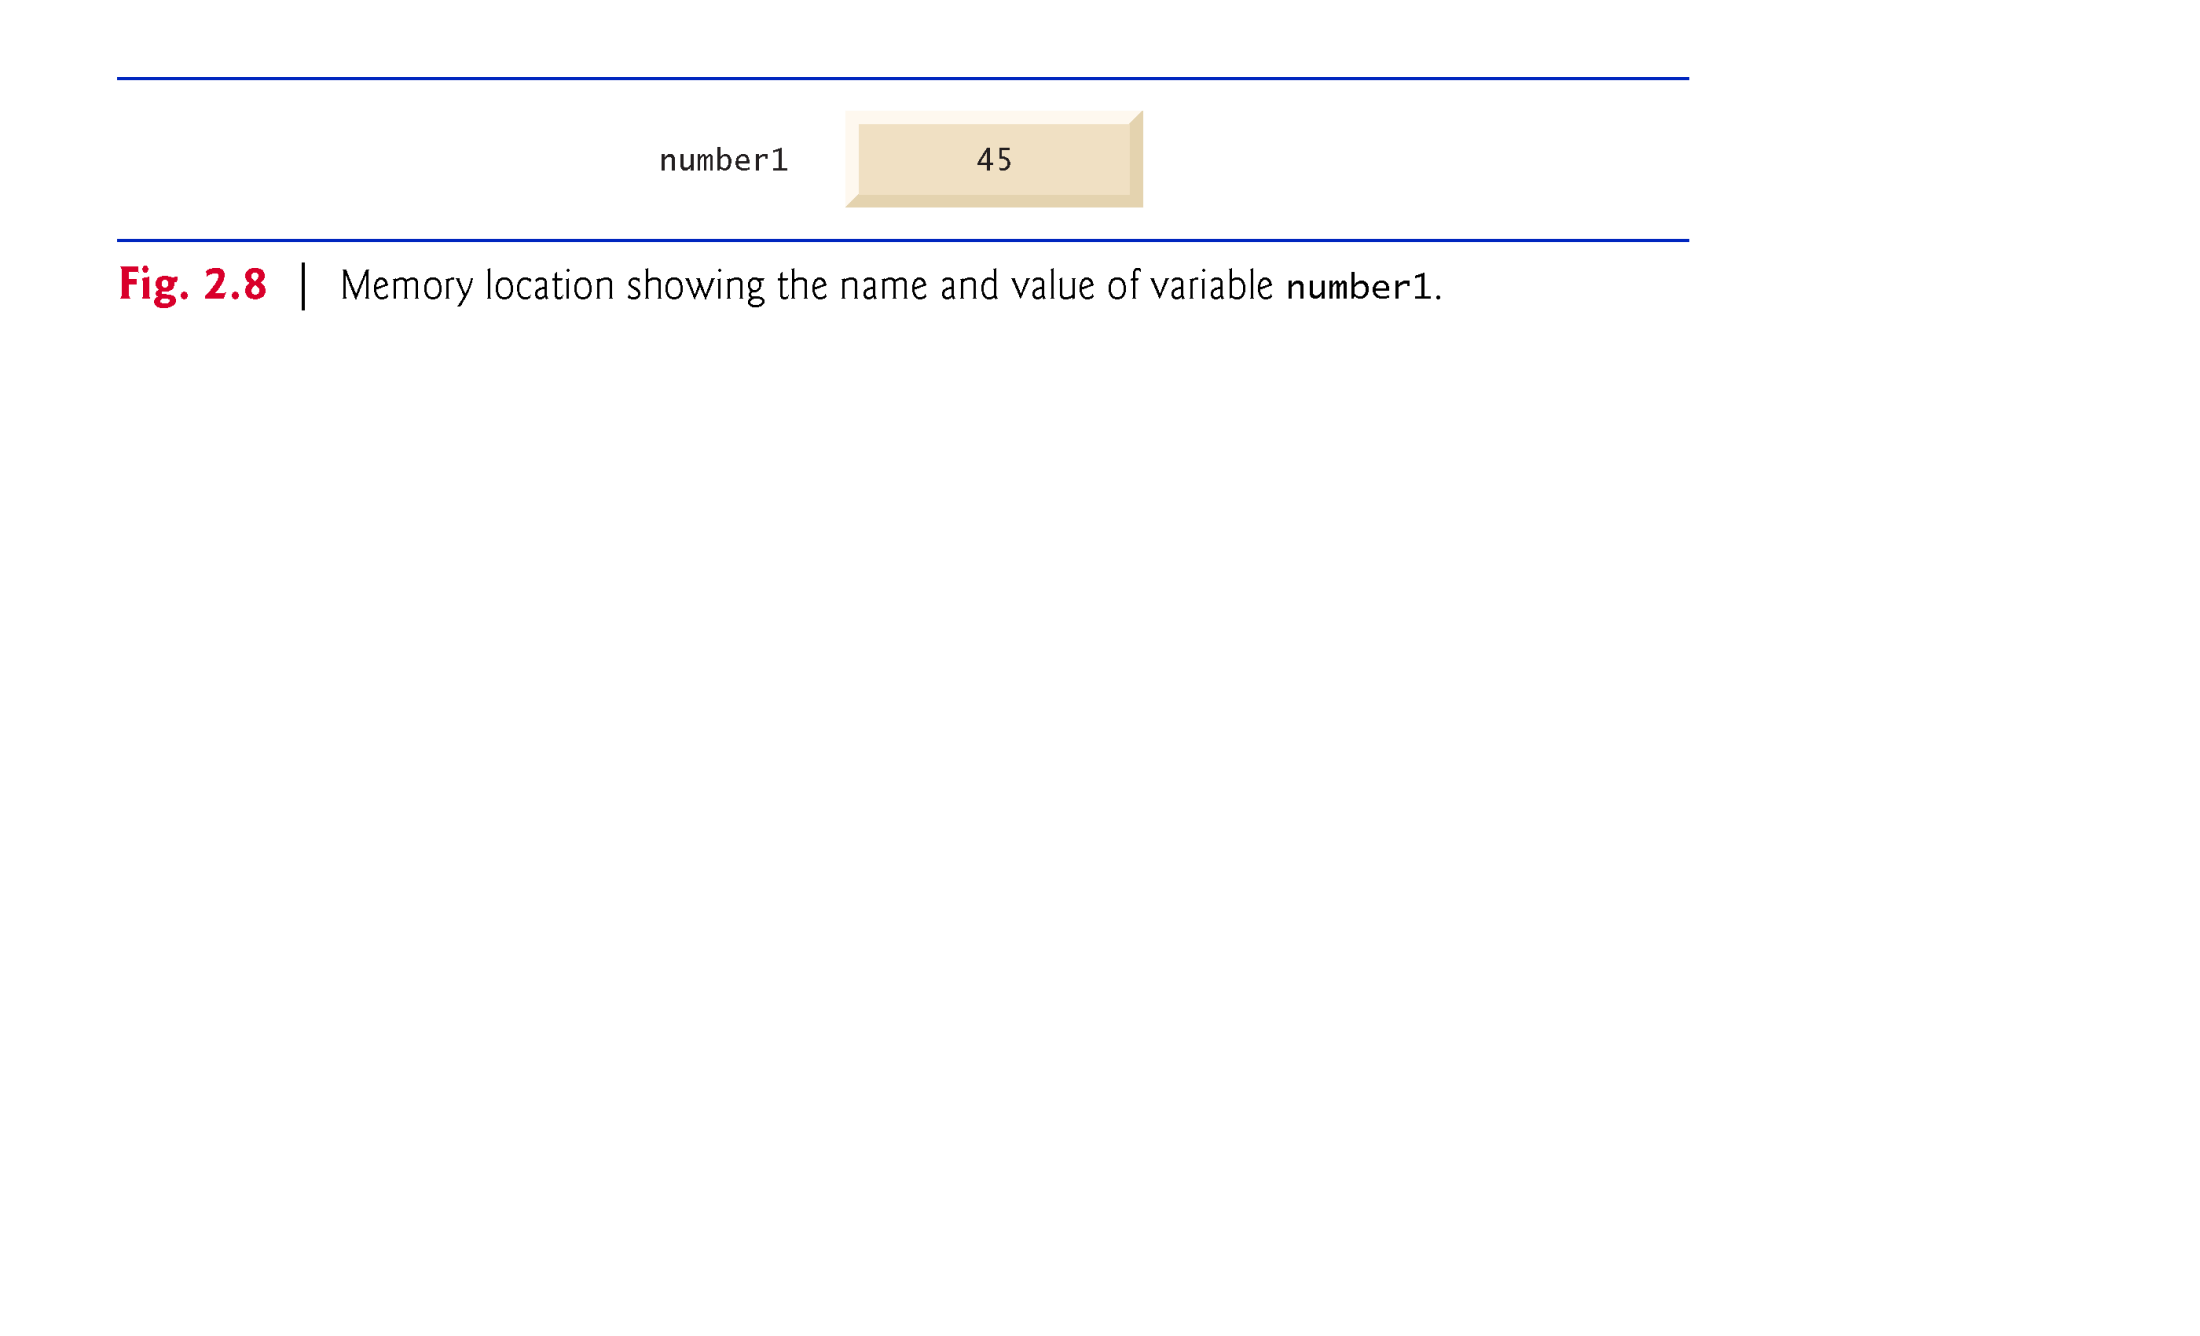 number1 45
Fig. 2.8 | Memory location showing the name and value of variable number1.